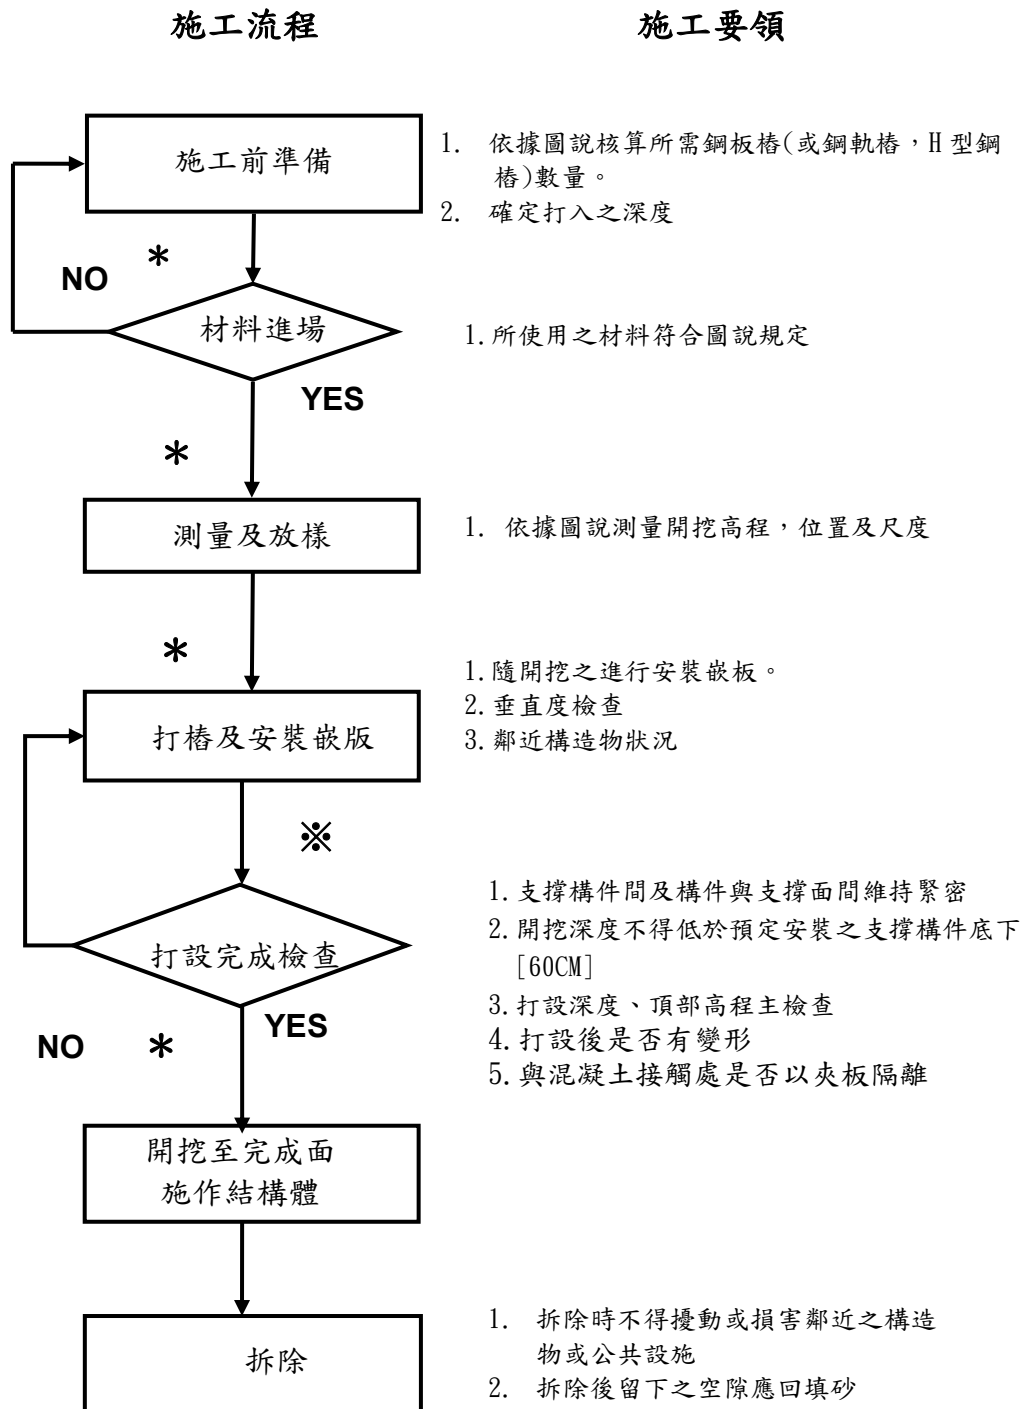 施工流程 施工要領
施工前準備
1. 依據圖說核算所需鋼板樁(或鋼軌樁，H型鋼
樁)數量。
2. 確定打入之深度
*
NO
材料進場
1.所使用之材料符合圖說規定
YES
*
測量及放樣
1. 依據圖說測量開挖高程，位置及尺度
*
打樁及安裝嵌版
1.隨開挖之進行安裝嵌板。
2.垂直度檢查
3.鄰近構造物狀況
※
打設完成檢查
1.支撐構件間及構件與支撐面間維持緊密
2.開挖深度不得低於預定安裝之支撐構件底下
[60CM]
3.打設深度、頂部高程主檢查
4.打設後是否有變形
5.與混凝土接觸處是否以夾板隔離
YES
NO *
開挖至完成面
施作結構體
拆除
1. 拆除時不得擾動或損害鄰近之構造
物或公共設施
2. 拆除後留下之空隙應回填砂